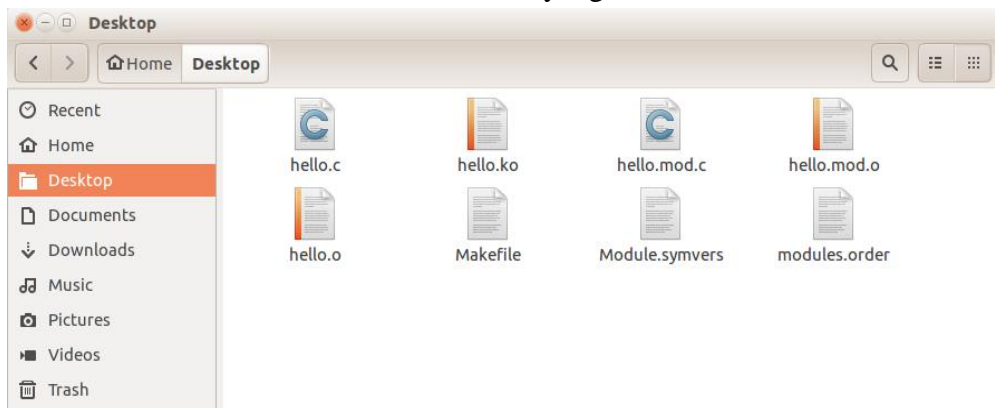 Desktop
Home Desktop
Recent
Home
Desktop
Documents
Downloads
Music
Pictures
Videos
Trash
hello.c hello.ko hello.mod.c hello.mod.o
hello.o Makefile Module.symvers modules.order